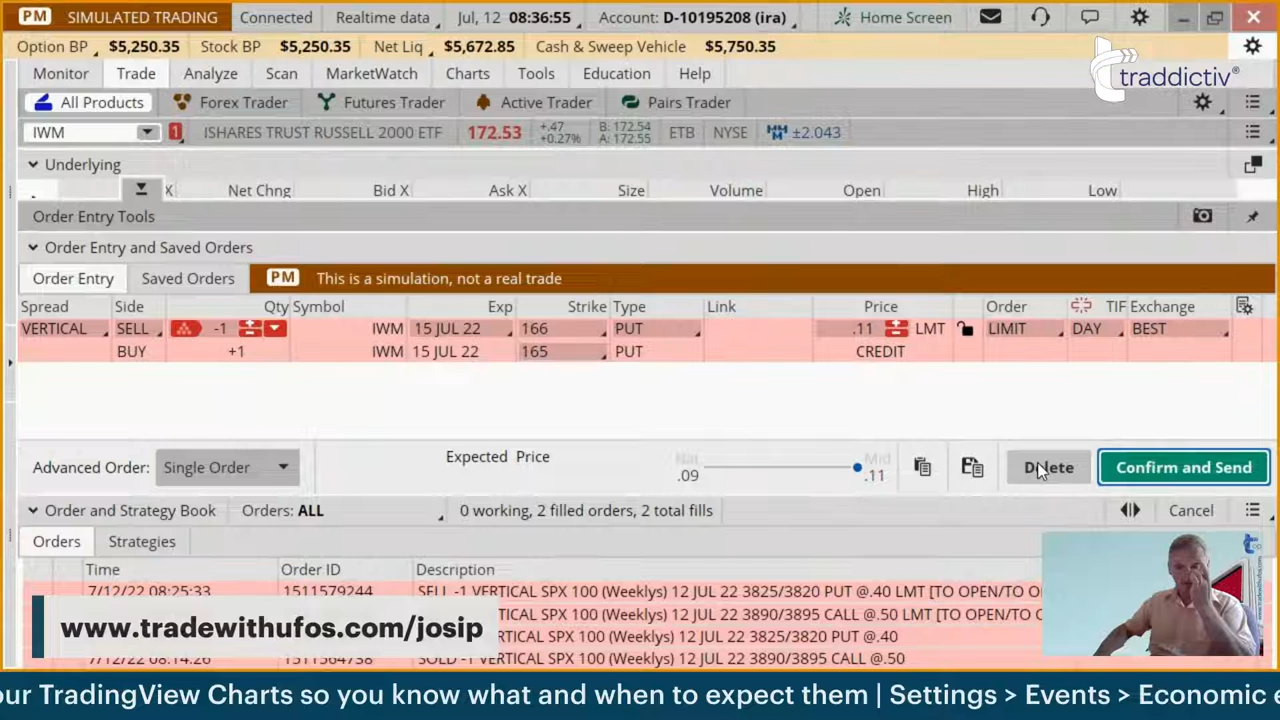 PM SIMULATED TRADING Connected Realtime data Jul, 12 08:36:55 Account: D-10195208 (ira) Home Screen
Option BP $5,250.35 Stock BP $5,250.35 Net Liq $5,672.85 Cash & Sweep Vehicle $5,750.35
Monitor Trade Analyze Scan MarketWatch Charts Tools Education Help
traddictiv®
All Products Forex Trader Futures Trader Active Trader Pairs Trader
IWM 1 ISHARES TRUST RUSSELL 2000 ETF 172.53 +.47 +0.27% B: 172.54 A: 172.55 ETB NYSE ±2.043
Underlying
X Net Chng Bid X Ask X Size Volume Open High Low
Order Entry Tools
Order Entry and Saved Orders
Order Entry Saved Orders PM This is a simulation, not a real trade
Spread Side Qty Symbol Exp Strike Type Link Price Order TIF Exchange
VERTICAL SELL -1 IWM 15 JUL 22 166 PUT .11 LMT LIMIT DAY BEST
BUY +1 IWM 15 JUL 22 165 PUT CREDIT
Advanced Order: Single Order Expected Price Nat .09 Mid .11 Delete Confirm and Send
Order and Strategy Book Orders: ALL 0 working, 2 filled orders, 2 total fills Cancel
Orders Strategies
Time Order ID Description
7/12/22 08:25:33 1511579244 SELL -1 VERTICAL SPX 100 (Weeklys) 12 JUL 22 3825/3820 PUT @.40 LMT [TO OPEN/TO O
VERTICAL SPX 100 (Weeklys) 12 JUL 22 3890/3895 CALL @.50 LMT [TO OPEN/TO O
VERTICAL SPX 100 (Weeklys) 12 JUL 22 3825/3820 PUT @.40
7/12/22 08:14:26 1511564738 SOLD -1 VERTICAL SPX 100 (Weeklys) 12 JUL 22 3890/3895 CALL @.50
www.tradewithufos.com/josip
our TradingView Charts so you know what and when to expect them | Settings > Events > Economic e